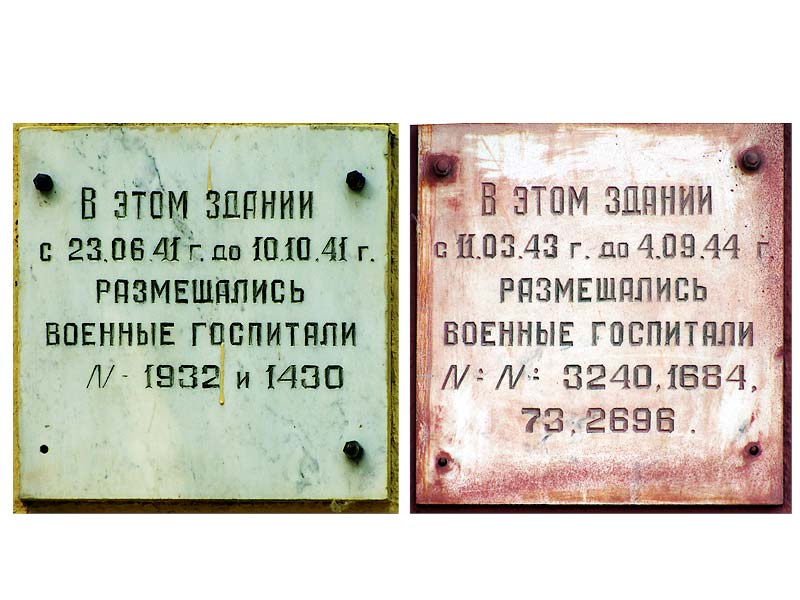 В ЭТОМ ЗДАНИИ
с 23.06.41 г. до 10.10.41 г.
РАЗМЕЩАЛИСЬ
ВОЕННЫЕ ГОСПИТАЛИ
N- 1932 и 1430
В ЭТОМ ЗДАНИИ
с 11.03.43 г. до 4.09.44 г
РАЗМЕЩАЛИСЬ
ВОЕННЫЕ ГОСПИТАЛИ
N: N: 3240, 1684,
73, 2696.